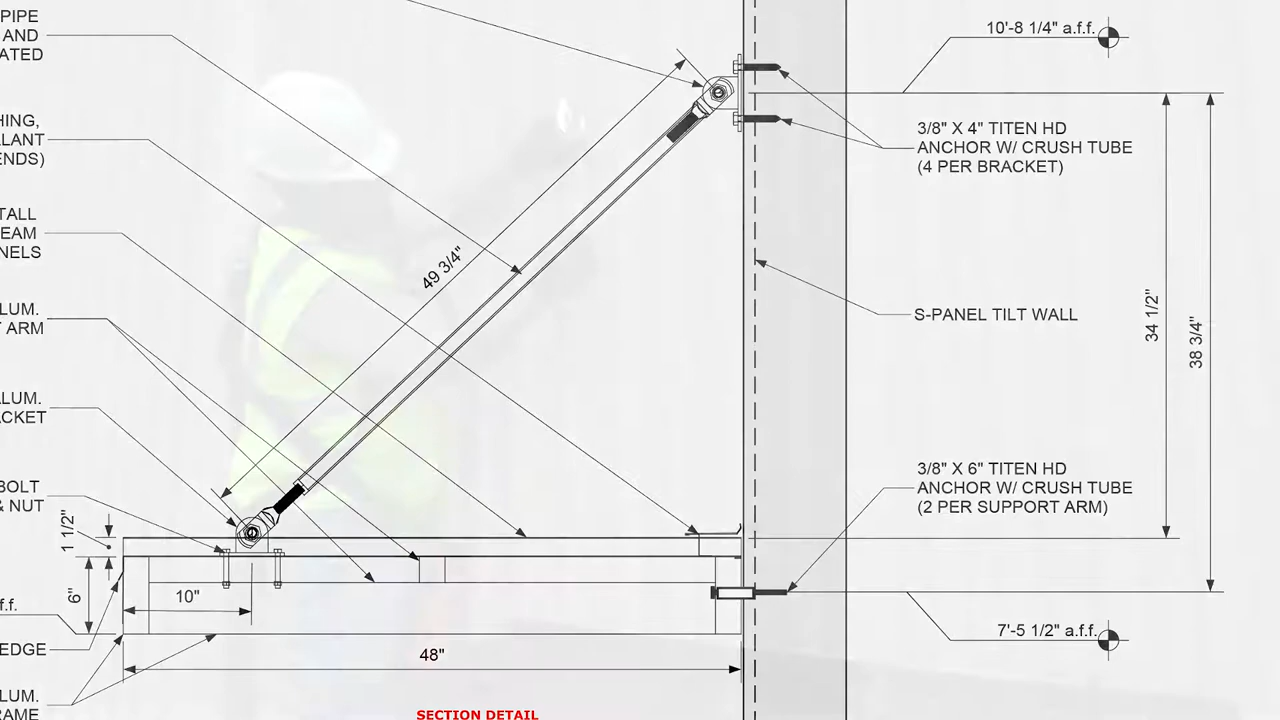 PIPE
AND
ATED
HING,
LLANT
ENDS)
TALL
EAM
NELS
LUM.
T ARM
LUM.
ACKET
BOLT
& NUT
1 1/2"
6"
10"
f.f.
EDGE
LUM.
RAME
49 3/4"
48"
10'-8 1/4" a.f.f.
3/8" X 4" TITEN HD
ANCHOR W/ CRUSH TUBE
(4 PER BRACKET)
S-PANEL TILT WALL
34 1/2"
38 3/4"
3/8" X 6" TITEN HD
ANCHOR W/ CRUSH TUBE
(2 PER SUPPORT ARM)
7'-5 1/2" a.f.f.
SECTION DETAIL